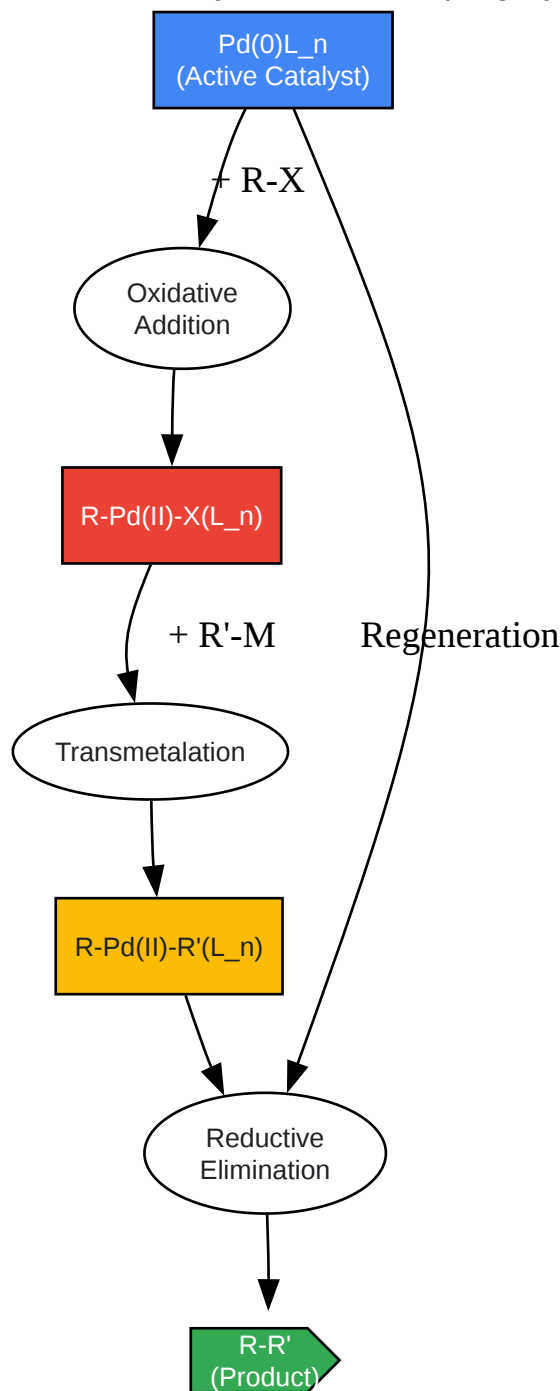 Pd(0)L_n
(Active Catalyst)
+ R-X
Oxidative
Addition
R-Pd(II)-X(L_n)
+ R'-M
Regeneration
Transmetalation
R-Pd(II)-R'(L_n)
Reductive
Elimination
R-R'
(Product)